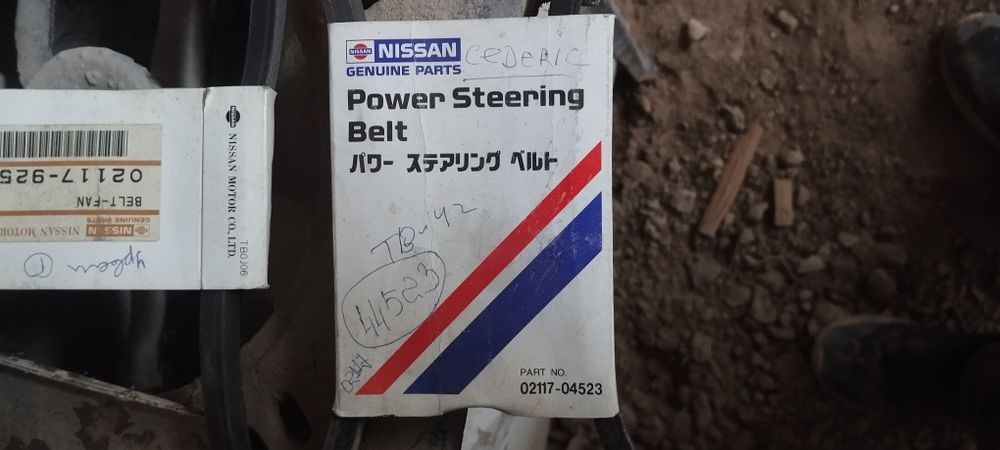 NISSAN
NISSAN
GENUINE PARTS
CEDERIC
Power Steering
Belt
パワー ステアリング ベルト
TB-42
44523
PART NO.
02117-04523
02117-925
BELT-FAN
NISSAN
GENUINE PARTS
NISSAN MOTOR
NISSAN
NISSAN MOTOR CO., LTD.
TB0J06